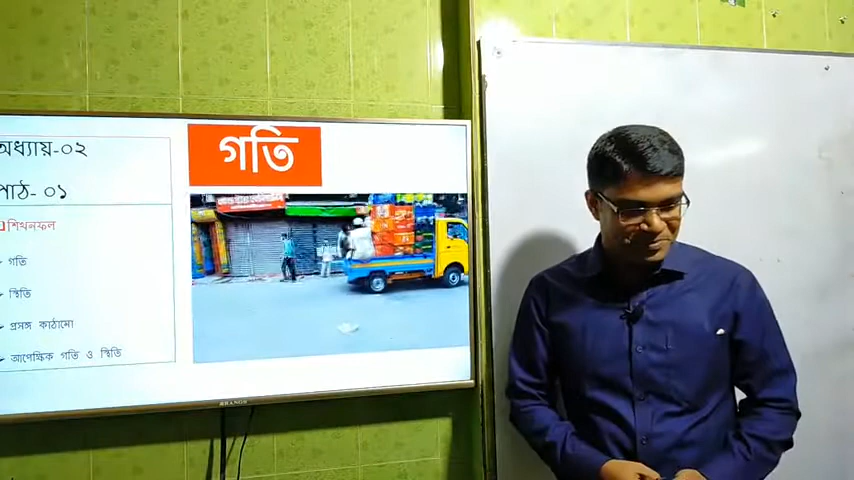 অধ্যায়-০২
পাঠ- ০১
শিখনফল
গতি
স্থিতি
প্রসঙ্গ কাঠামো
আপেক্ষিক গতি ও স্থিতি
গতি